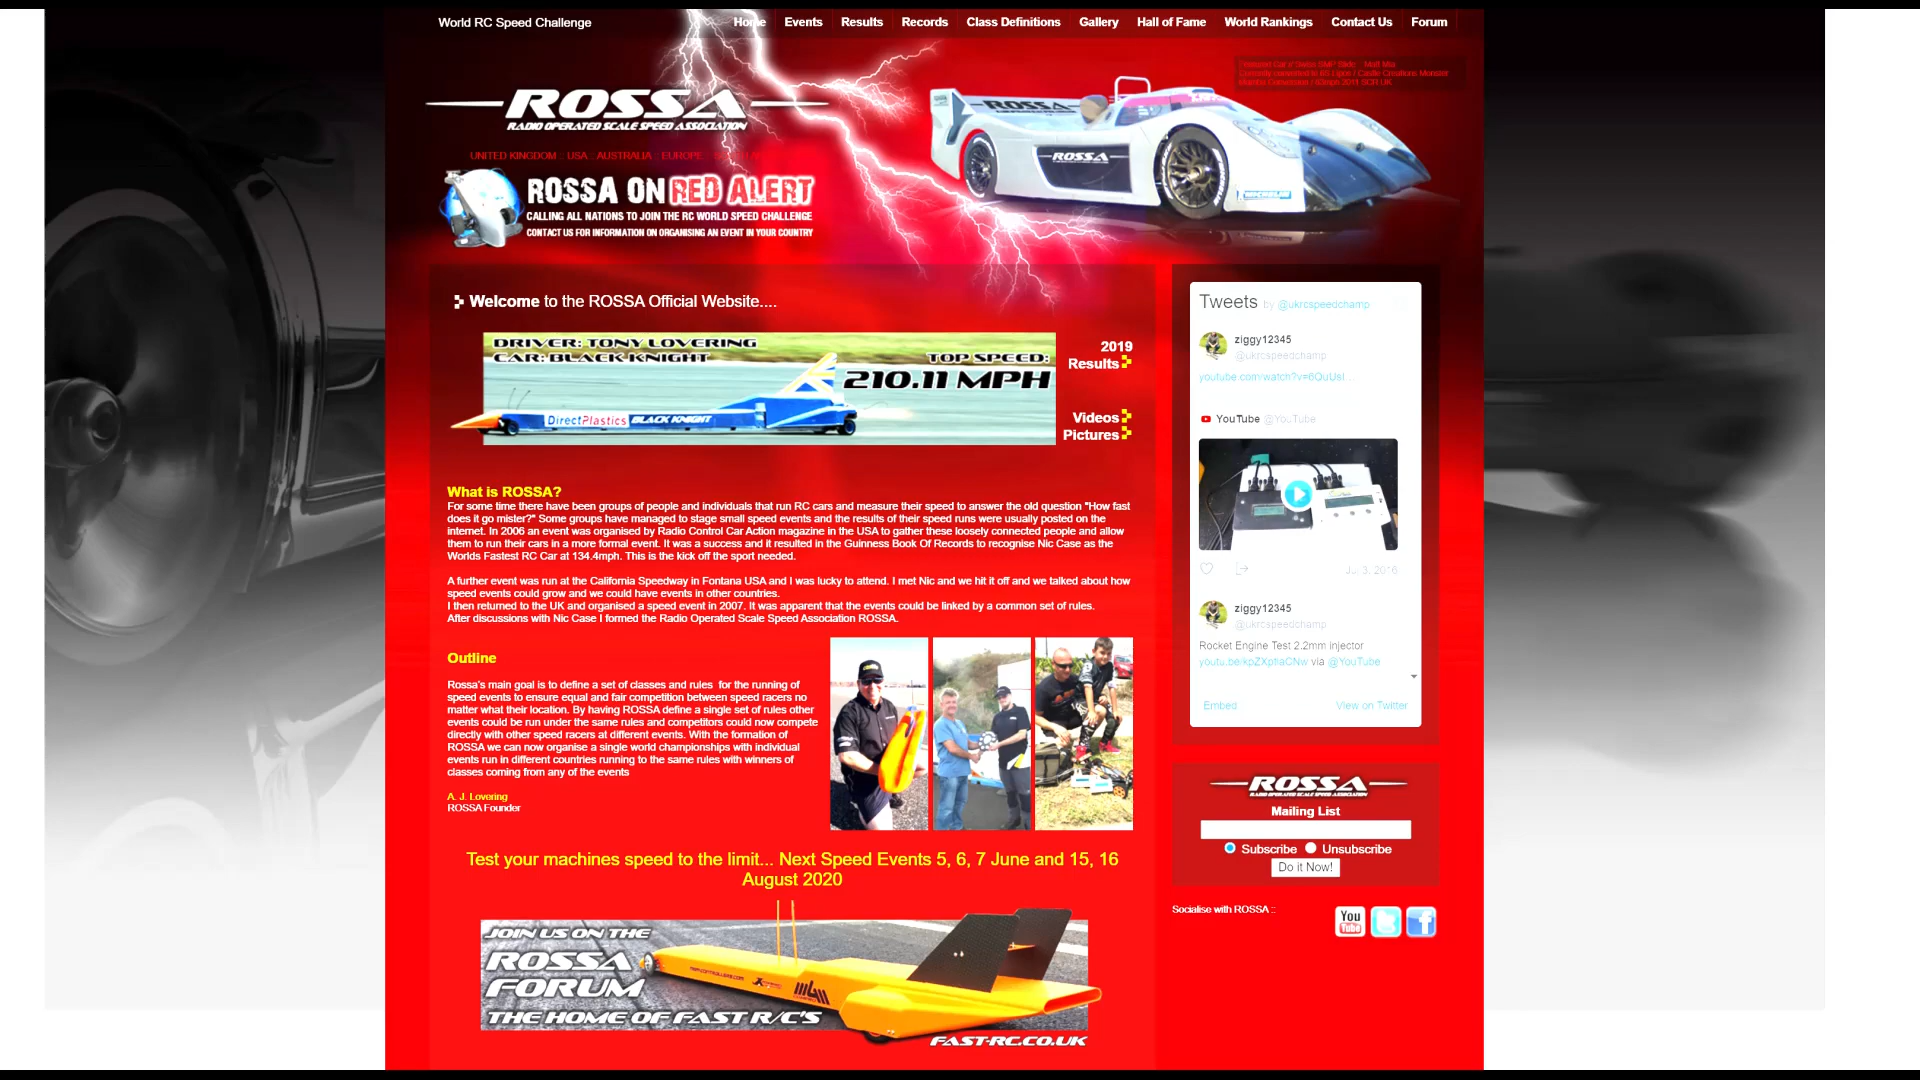 World RC Speed Challenge
Home Events Results Records Class Definitions Gallery Hall of Fame World Rankings Contact Us Forum
ROSSA
RADIO OPERATED SCALE SPEED ASSOCIATION
UNITED KINGDOM :: USA :: AUSTRALIA :: EUROPE ::
ROSSA ON RED ALERT
CALLING ALL NATIONS TO JOIN THE RC WORLD SPEED CHALLENGE
CONTACT US FOR INFORMATION ON ORGANISING AN EVENT IN YOUR COUNTRY
ROSSA
ROSSA
Welcome to the ROSSA Official Website....
DRIVER: TONY LOVERING
CAR: BLACK KNIGHT
TOP SPEED:
210.11 MPH
DirectPlastics BLACK KNIGHT
2019
Results
Videos
Pictures
What is ROSSA?
For some time there have been groups of people and individuals that run RC cars and measure their speed to answer the old question "How fast
does it go mister?" Some groups have managed to stage small speed events and the results of their speed runs were usually posted on the
internet. In 2006 an event was organised by Radio Control Car Action magazine in the USA to gather these loosely connected people and allow
them to run their cars in a more formal event. It was a success and it resulted in the Guinness Book Of Records to recognise Nic Case as the
Worlds Fastest RC Car at 134.4mph. This is the kick off the sport needed.
A further event was run at the California Speedway in Fontana USA and I was lucky to attend. I met Nic and we hit it off and we talked about how
speed events could grow and we could have events in other countries.
I then returned to the UK and organised a speed event in 2007. It was apparent that the events could be linked by a common set of rules.
After discussions with Nic Case I formed the Radio Operated Scale Speed Association ROSSA.
Outline
Rossa's main goal is to define a set of classes and rules for the running of
speed events to ensure equal and fair competition between speed racers no
matter what their location. By having ROSSA define a single set of rules other
events could be run under the same rules and competitors could now compete
directly with other speed racers at different events. With the formation of
ROSSA we can now organise a single world championships with individual
events run in different countries running to the same rules with winners of
classes coming from any of the events
A. J. Lovering
ROSSA Founder
Test your machines speed to the limit... Next Speed Events 5, 6, 7 June and 15, 16
August 2020
JOIN US ON THE
ROSSA
FORUM
THE HOME OF FAST R/C'S
FAST-RC.CO.UK
Tweets by @ukrcspeedchamp
ziggy12345
@ukrcspeedchamp
youtube.com/watch?v=6QuUsI…
YouTube @YouTube
Jul 3, 2016
ziggy12345
@ukrcspeedchamp
Rocket Engine Test 2.2mm injector
via @YouTube
Embed
View on Twitter
ROSSA
RADIO OPERATED SCALE SPEED ASSOCIATION
Mailing List
Subscribe Unsubscribe
Do it Now!
Socialise with ROSSA ::
You
Tube